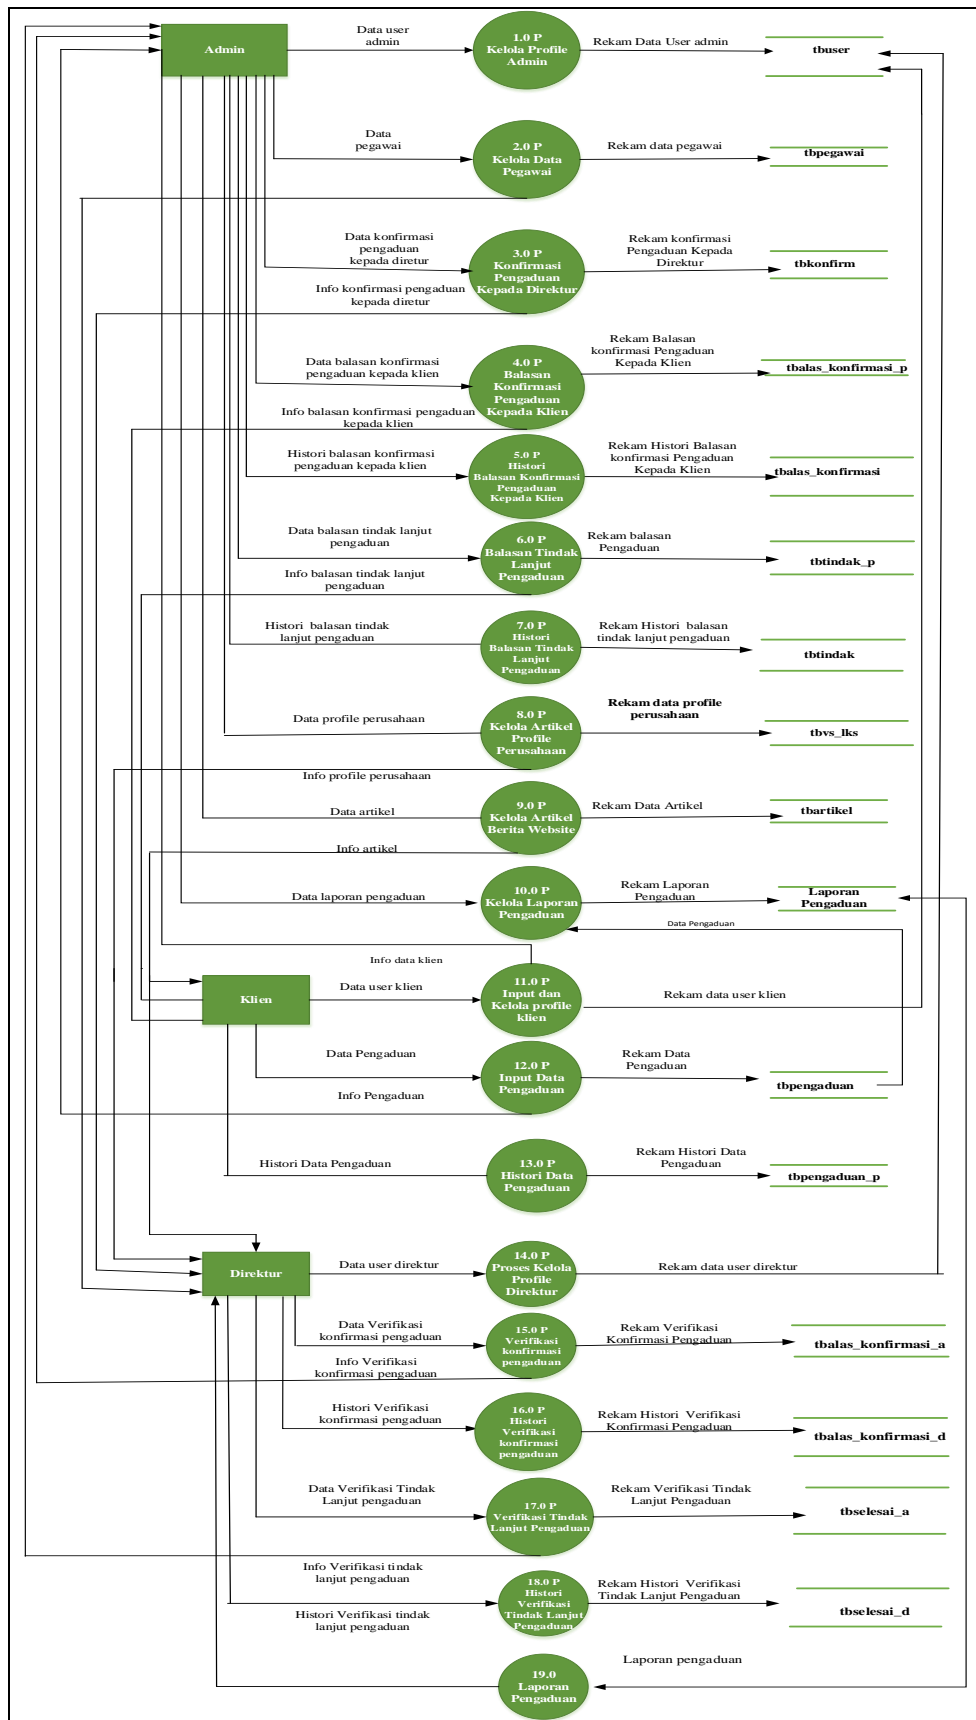 Admin
Data user
admin
1.0 P
Kelola Profile
Admin
Rekam Data User admin
tbuser
Data
pegawai
2.0 P
Kelola Data
Pegawai
Rekam data pegawai
tbpegawai
Data konfirmasi
pengaduan
kepada diretur
3.0 P
Konfirmasi
Pengaduan
Kepada Direktur
Rekam konfirmasi
Pengaduan Kepada
Direktur
tbkonfirm
Info konfirmasi pengaduan
kepada diretur
Data balasan konfirmasi
pengaduan kepada klien
4.0 P
Balasan
Konfirmasi
Pengaduan
Kepada Klien
Rekam Balasan
konfirmasi Pengaduan
Kepada Klien
tbalas_konfirmasi_p
Info balasan konfirmasi pengaduan
kepada klien
Histori balasan konfirmasi
pengaduan kepada klien
5.0 P
Histori
Balasan Konfirmasi
Pengaduan
Kepada Klien
Rekam Histori Balasan
konfirmasi Pengaduan
Kepada Klien
tbalas_konfirmasi
Data balasan tindak lanjut
pengaduan
6.0 P
Balasan Tindak
Lanjut
Pengaduan
Rekam balasan
Pengaduan
tbtindak_p
Info balasan tindak lanjut
pengaduan
Histori balasan tindak
lanjut pengaduan
7.0 P
Histori
Balasan Tindak
Lanjut
Pengaduan
Rekam Histori balasan
tindak lanjut pengaduan
tbtindak
Data profile perusahaan
8.0 P
Kelola Artikel
Profile
Perusahaan
Rekam data profile
perusahaan
tbvs_lks
Info profile perusahaan
Data artikel
9.0 P
Kelola Artikel
Berita Website
Rekam Data Artikel
tbartikel
Info artikel
Data laporan pengaduan
10.0 P
Kelola Laporan
Pengaduan
Rekam Laporan
Pengaduan
Laporan
Pengaduan
Data Pengaduan
Info data klien
Klien
Data user klien
11.0 P
Input dan
Kelola profile
klien
Rekam data user klien
Data Pengaduan
12.0 P
Input Data
Pengaduan
Rekam Data
Pengaduan
tbpengaduan
Info Pengaduan
Histori Data Pengaduan
13.0 P
Histori Data
Pengaduan
Rekam Histori Data
Pengaduan
tbpengaduan_p
Direktur
Data user direktur
14.0 P
Proses Kelola
Profile
Direktur
Rekam data user direktur
Data Verifikasi
konfirmasi pengaduan
15.0 P
Verifikasi
konfirmasi
pengaduan
Rekam Verifikasi
Konfirmasi Pengaduan
tbalas_konfirmasi_a
Info Verifikasi
konfirmasi pengaduan
Histori Verifikasi
konfirmasi pengaduan
16.0 P
Histori
Verifikasi
konfirmasi
pengaduan
Rekam Histori Verifikasi
Konfirmasi Pengaduan
tbalas_konfirmasi_d
Data Verifikasi Tindak
Lanjut pengaduan
17.0 P
Verifikasi Tindak
Lanjut Pengaduan
Rekam Verifikasi Tindak
Lanjut Pengaduan
tbselesai_a
Info Verifikasi tindak
lanjut pengaduan
18.0 P
Histori
Verifikasi
Tindak Lanjut
Pengaduan
Rekam Histori Verifikasi
Tindak Lanjut Pengaduan
tbselesai_d
Histori Verifikasi tindak
lanjut pengaduan
19.0
Laporan
Pengaduan
Laporan pengaduan